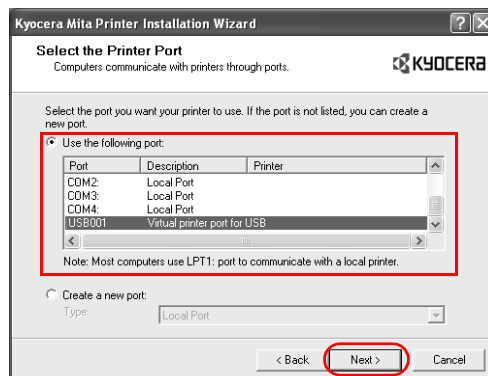 Kyocera Mita Printer Installation Wizard
Select the Printer Port
Computers communicate with printers through ports.
KYOCERA
Select the port you want your printer to use. If the port is not listed, you can create a
new port.
Use the following port:
Port Description Printer
COM2: Local Port
COM3: Local Port
COM4: Local Port
USB001 Virtual printer port for USB
Note: Most computers use LPT1: port to communicate with a local printer.
Create a new port:
Type: Local Port
< Back Next > Cancel